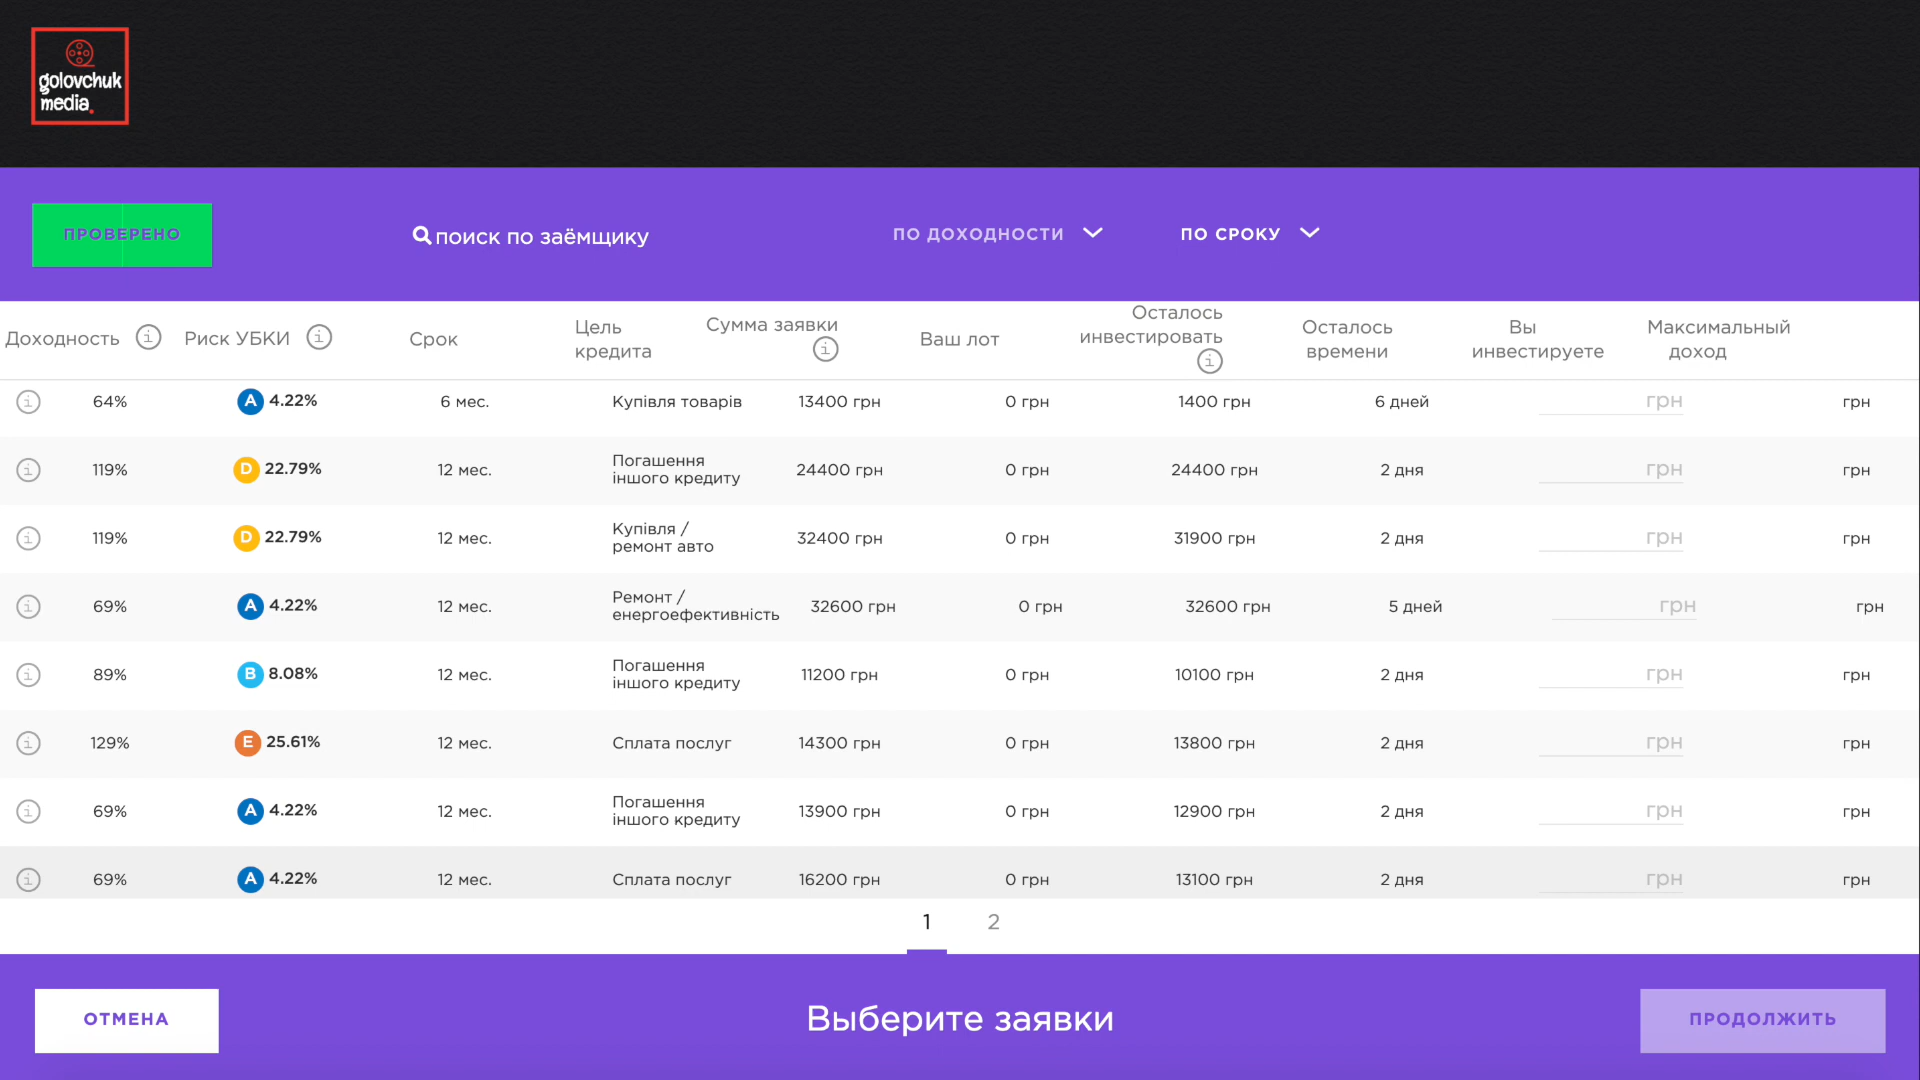 golovchuk
media.
ПРОВЕРЕНО
поиск по заёмщику
ПО ДОХОДНОСТИ
ПО СРОКУ
Доходность
Риск УБКИ
Срок
Цель
кредита
Сумма заявки
Ваш лот
Осталось
инвестировать
Осталось
времени
Вы
инвестируете
Максимальный
доход
64% A 4.22% 6 мес. Купівля товарів 13400 грн 0 грн 1400 грн 6 дней грн грн
119% D 22.79% 12 мес. Погашення
іншого кредиту 24400 грн 0 грн 24400 грн 2 дня грн грн
119% D 22.79% 12 мес. Купівля /
ремонт авто 32400 грн 0 грн 31900 грн 2 дня грн грн
69% A 4.22% 12 мес. Ремонт /
енергоефективність 32600 грн 0 грн 32600 грн 5 дней грн грн
89% B 8.08% 12 мес. Погашення
іншого кредиту 11200 грн 0 грн 10100 грн 2 дня грн грн
129% E 25.61% 12 мес. Сплата послуг 14300 грн 0 грн 13800 грн 2 дня грн грн
69% A 4.22% 12 мес. Погашення
іншого кредиту 13900 грн 0 грн 12900 грн 2 дня грн грн
69% A 4.22% 12 мес. Сплата послуг 16200 грн 0 грн 13100 грн 2 дня грн грн
1 2
ОТМЕНА
Выберите заявки
ПРОДОЛЖИТЬ